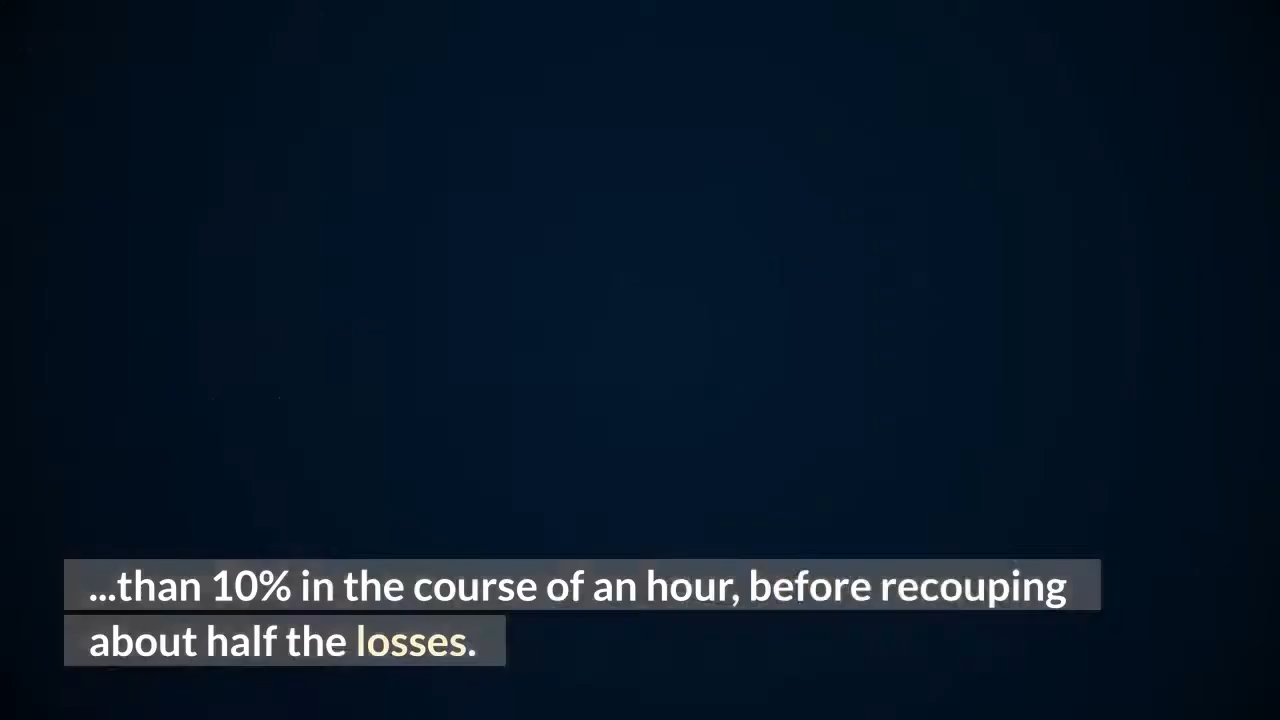 ...than 10% in the course of an hour, before recouping
about half the losses.